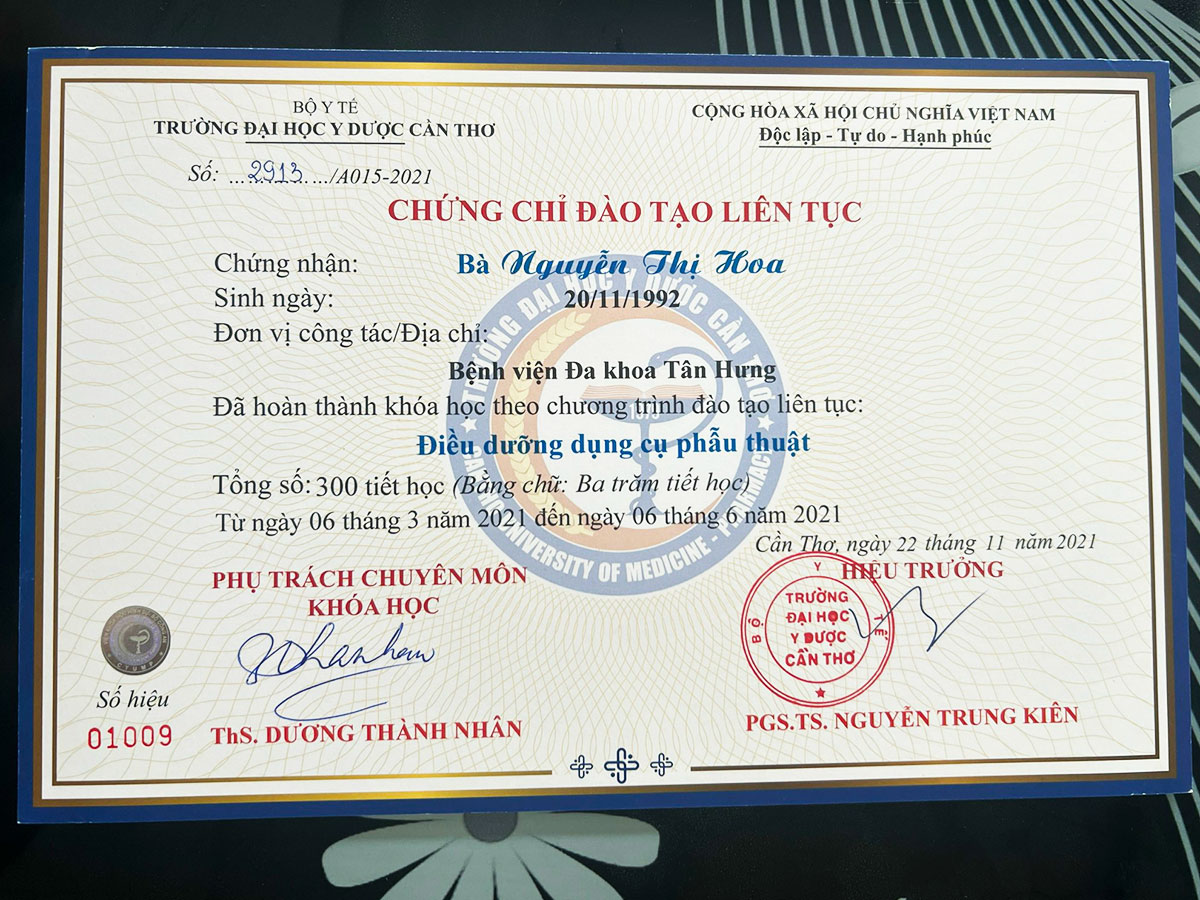 BỘ Y TẾ
TRƯỜNG ĐẠI HỌC Y DƯỢC CẦN THƠ
CỘNG HÒA XÃ HỘI CHỦ NGHĨA VIỆT NAM
Độc lập - Tự do - Hạnh phúc
Số: ...2913.../A015-2021
CHỨNG CHỈ ĐÀO TẠO LIÊN TỤC
Chứng nhận: Bà Nguyễn Thị Hoa
Sinh ngày: 20/11/1992
Đơn vị công tác/Địa chỉ:
Bệnh viện Đa khoa Tân Hưng
Đã hoàn thành khóa học theo chương trình đào tạo liên tục:
Điều dưỡng dụng cụ phẫu thuật
Tổng số: 300 tiết học (Bằng chữ: Ba trăm tiết học)
Từ ngày 06 tháng 3 năm 2021 đến ngày 06 tháng 6 năm 2021
Cần Thơ, ngày 22 tháng 11 năm 2021
PHỤ TRÁCH CHUYÊN MÔN
KHÓA HỌC
HIỆU TRƯỞNG
BỘ Y TẾ
TRƯỜNG
ĐẠI HỌC
Y DƯỢC
CẦN THƠ
CTUMP
Số hiệu
01009
ThS. DƯƠNG THÀNH NHÂN
PGS.TS. NGUYỄN TRUNG KIÊN
TRƯỜNG ĐẠI HỌC Y DƯỢC CẦN THƠ
UNIVERSITY OF MEDICINE - PHARMACY